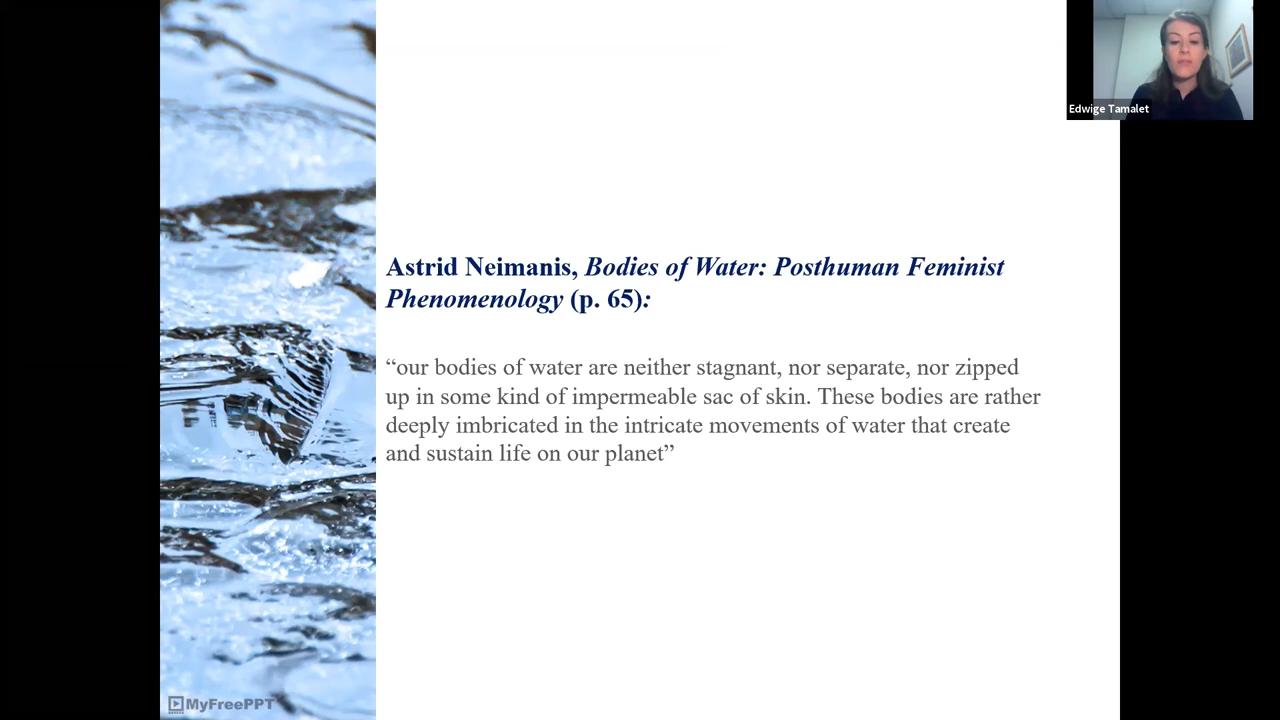 Edwige Tamalet
Astrid Neimanis, Bodies of Water: Posthuman Feminist
Phenomenology (p. 65):
“our bodies of water are neither stagnant, nor separate, nor zipped
up in some kind of impermeable sac of skin. These bodies are rather
deeply imbricated in the intricate movements of water that create
and sustain life on our planet”
MyFreePPT